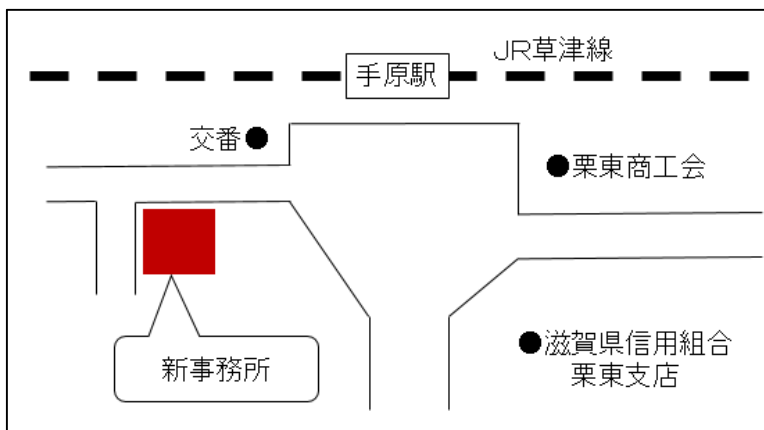 JR草津線
手原駅
交番
栗東商工会
新事務所
滋賀県信用組合
栗東支店